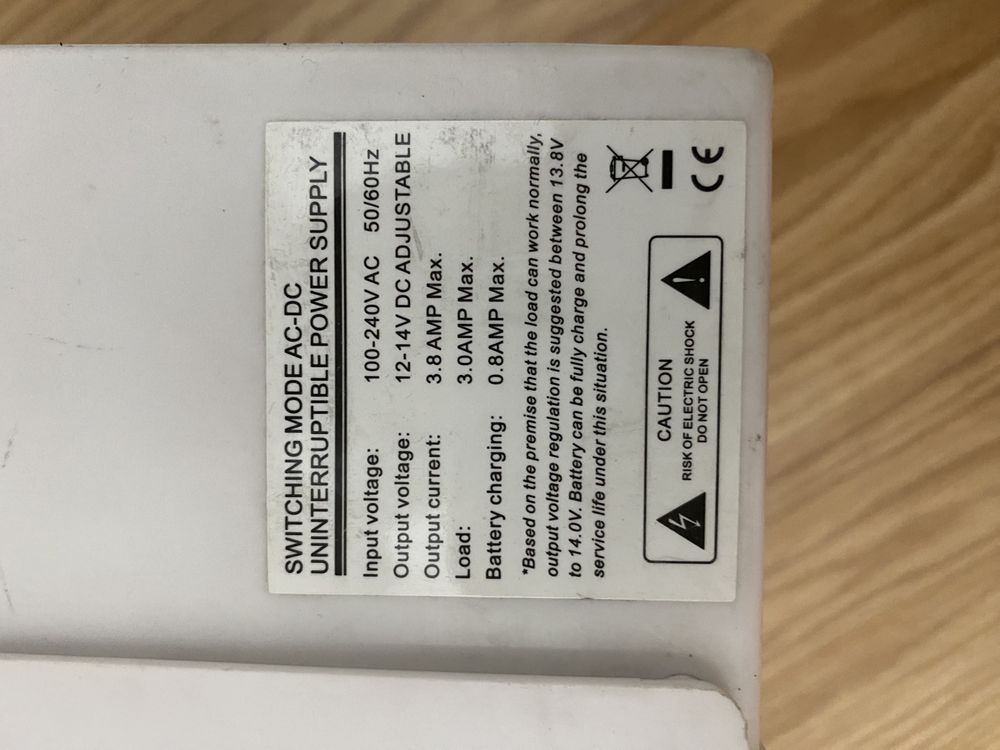 SWITCHING MODE AC-DC
UNINTERRUPTIBLE POWER SUPPLY
Input voltage: 100-240V AC 50/60Hz
Output voltage: 12-14V DC ADJUSTABLE
Output current: 3.8 AMP Max.
Load: 3.0AMP Max.
Battery charging: 0.8AMP Max.
*Based on the premise that the load can work normally,
output voltage regulation is suggested between 13.8V
to 14.0V. Battery can be fully charge and prolong the
service life under this situation.
CAUTION
RISK OF ELECTRIC SHOCK
DO NOT OPEN
CE